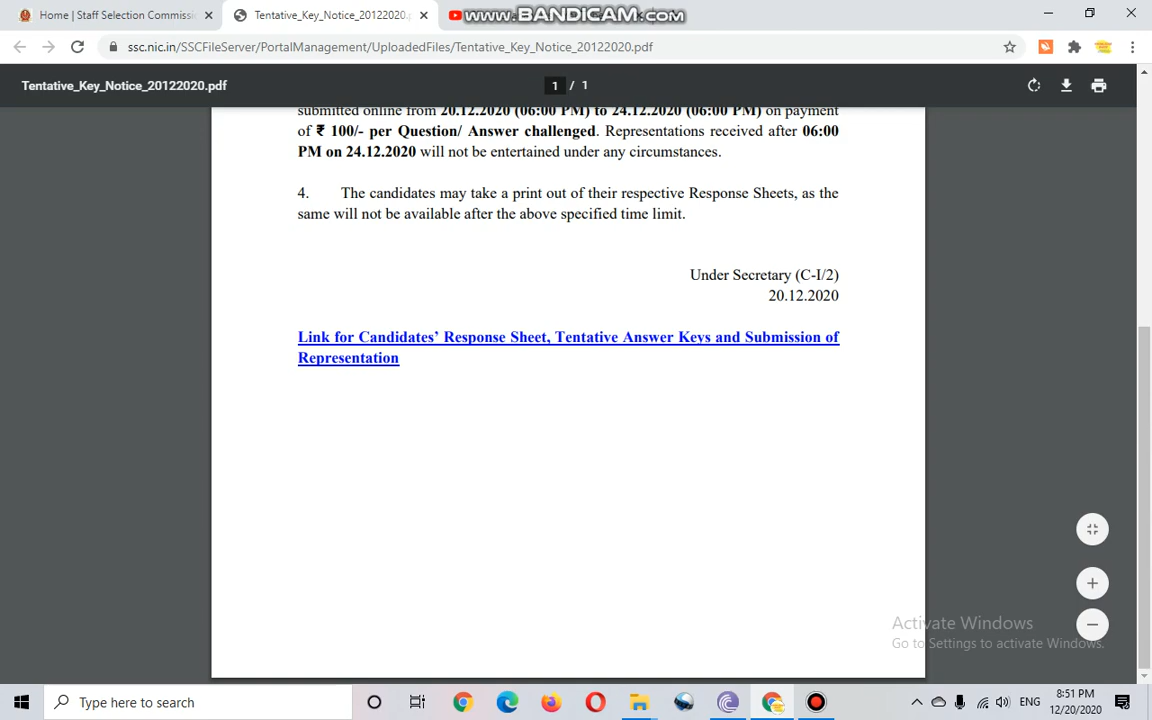 Home | Staff Selection Commissi
Tentative_Key_Notice_20122020.
www.BANDICAM.com
ssc.nic.in/SSCFileServer/PortalManagement/UploadedFiles/Tentative_Key_Notice_20122020.pdf
Tentative_Key_Notice_20122020.pdf
1 / 1
submitted online from 20.12.2020 (06:00 PM) to 24.12.2020 (06:00 PM) on payment
of ₹ 100/- per Question/ Answer challenged. Representations received after 06:00
PM on 24.12.2020 will not be entertained under any circumstances.
4. The candidates may take a print out of their respective Response Sheets, as the
same will not be available after the above specified time limit.
Under Secretary (C-I/2)
20.12.2020
Link for Candidates’ Response Sheet, Tentative Answer Keys and Submission of
Representation
Activate Windows
Go to Settings to activate Windows.
Type here to search
ENG
8:51 PM
12/20/2020